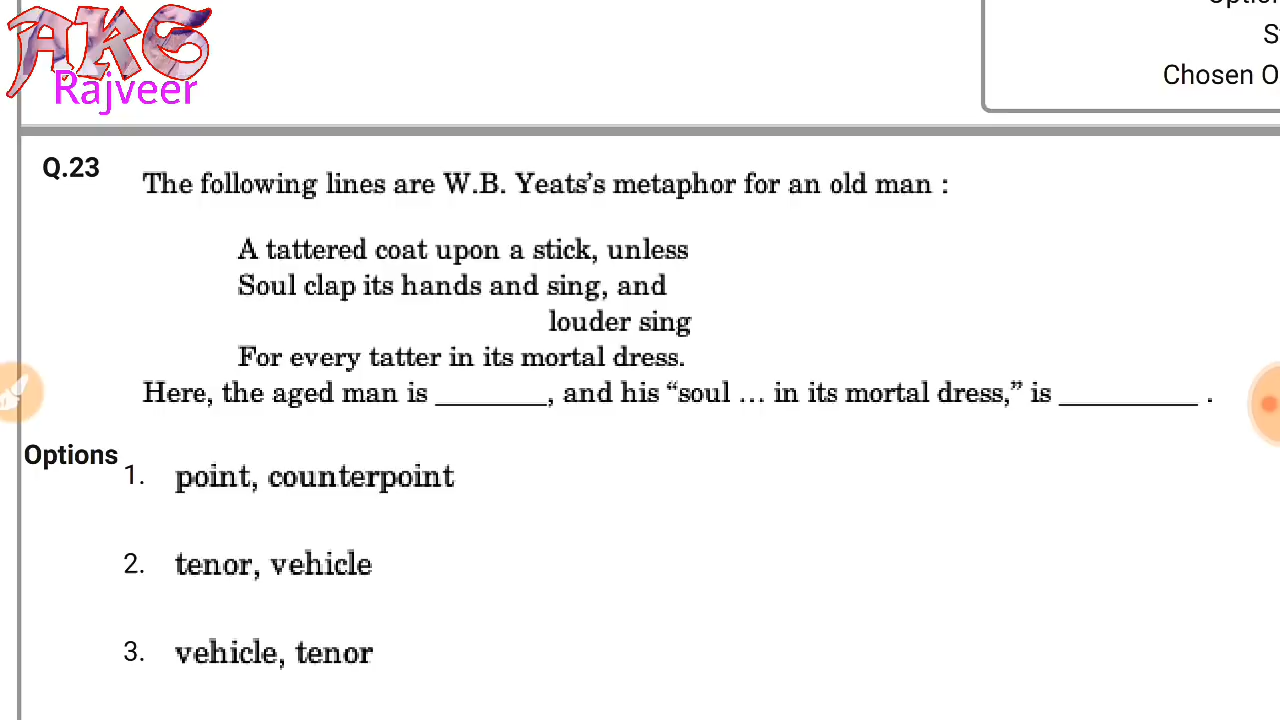 AKS
Rajveer
Chosen O
Q.23
The following lines are W.B. Yeats's metaphor for an old man :
A tattered coat upon a stick, unless
Soul clap its hands and sing, and
louder sing
For every tatter in its mortal dress.
Here, the aged man is _______, and his “soul ... in its mortal dress,” is _________ .
Options
1. point, counterpoint
2. tenor, vehicle
3. vehicle, tenor